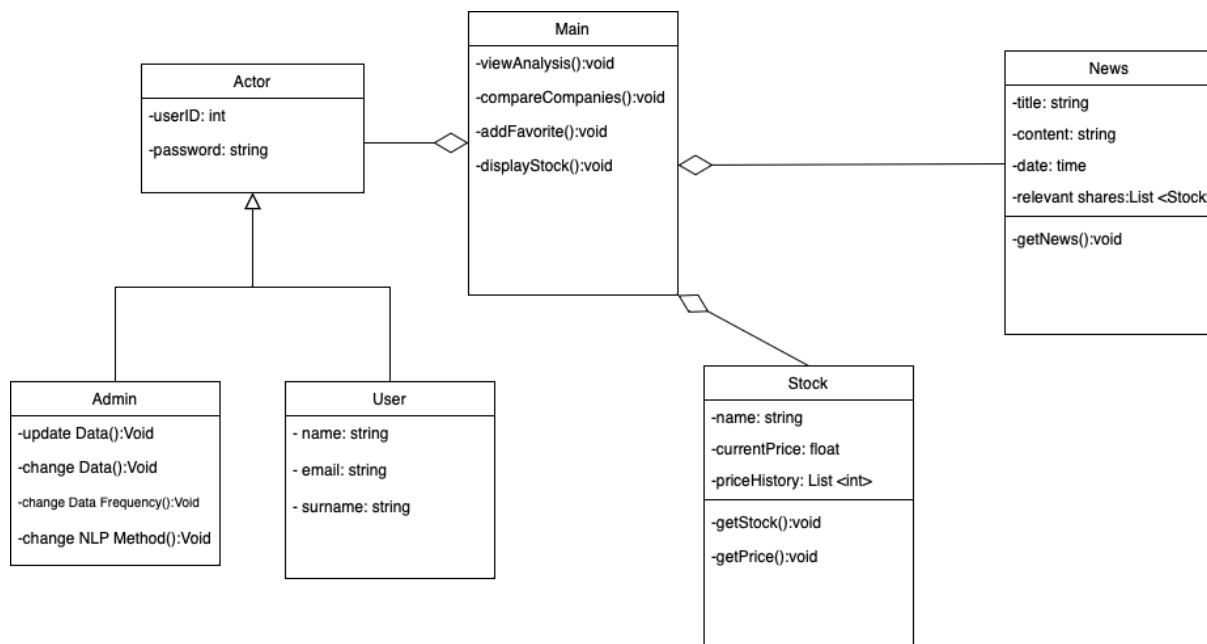 Main
-viewAnalysis():void
-compareCompanies():void
-addFavorite():void
-displayStock():void
Actor
-userID: int
-password: string
News
-title: string
-content: string
-date: time
-relevant shares:List <Stock
-getNews():void
Admin
-update Data():Void
-change Data():Void
-change Data Frequency():Void
-change NLP Method():Void
User
- name: string
- email: string
- surname: string
Stock
-name: string
-currentPrice: float
-priceHistory: List <int>
-getStock():void
-getPrice():void